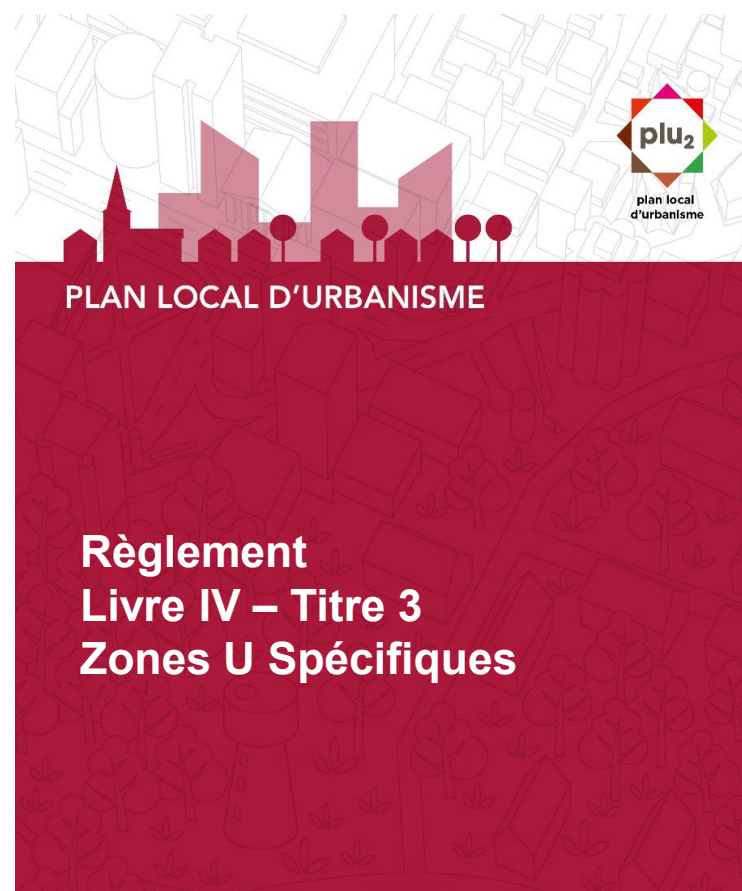 plu2
plan local
d'urbanisme
PLAN LOCAL D'URBANISME
Règlement
Livre IV – Titre 3
Zones U Spécifiques